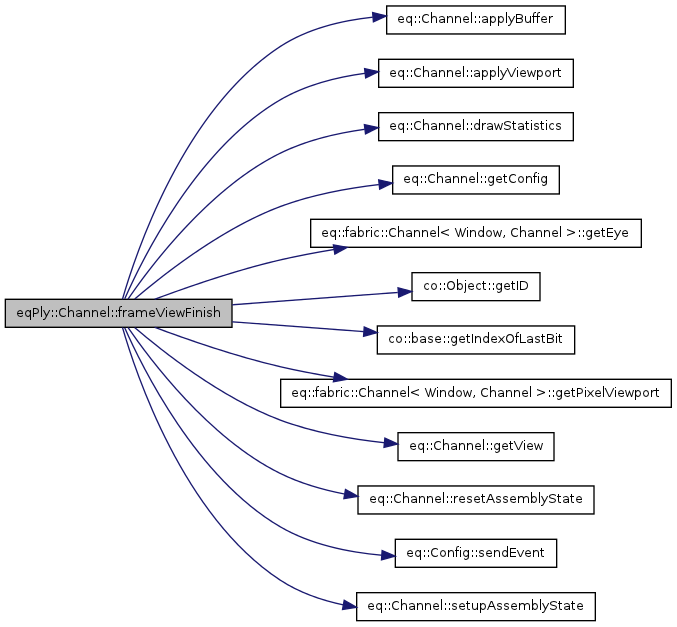 eq::Channel::applyBuffer
eq::Channel::applyViewport
eq::Channel::drawStatistics
eq::Channel::getConfig
eq::fabric::Channel< Window, Channel >::getEye
co::Object::getID
eqPly::Channel::frameViewFinish
co::base::getIndexOfLastBit
eq::fabric::Channel< Window, Channel >::getPixelViewport
eq::Channel::getView
eq::Channel::resetAssemblyState
eq::Config::sendEvent
eq::Channel::setupAssemblyState